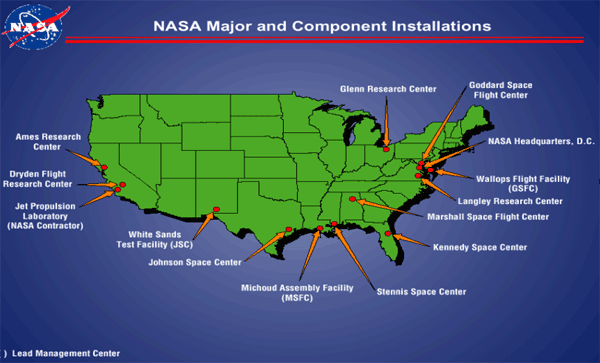 NASA
NASA Major and Component Installations
Glenn Research Center
Goddard Space
Flight Center
NASA Headquarters, D.C.
Ames Research
Center
Wallops Flight Facility
(GSFC)
Dryden Flight
Research Center
Langley Research Center
Jet Propulsion
Laboratory
(NASA Contractor)
Marshall Space Flight Center
White Sands
Test Facility (JSC)
Kennedy Space Center
Johnson Space Center
Michoud Assembly Facility
(MSFC)
Stennis Space Center
) Lead Management Center